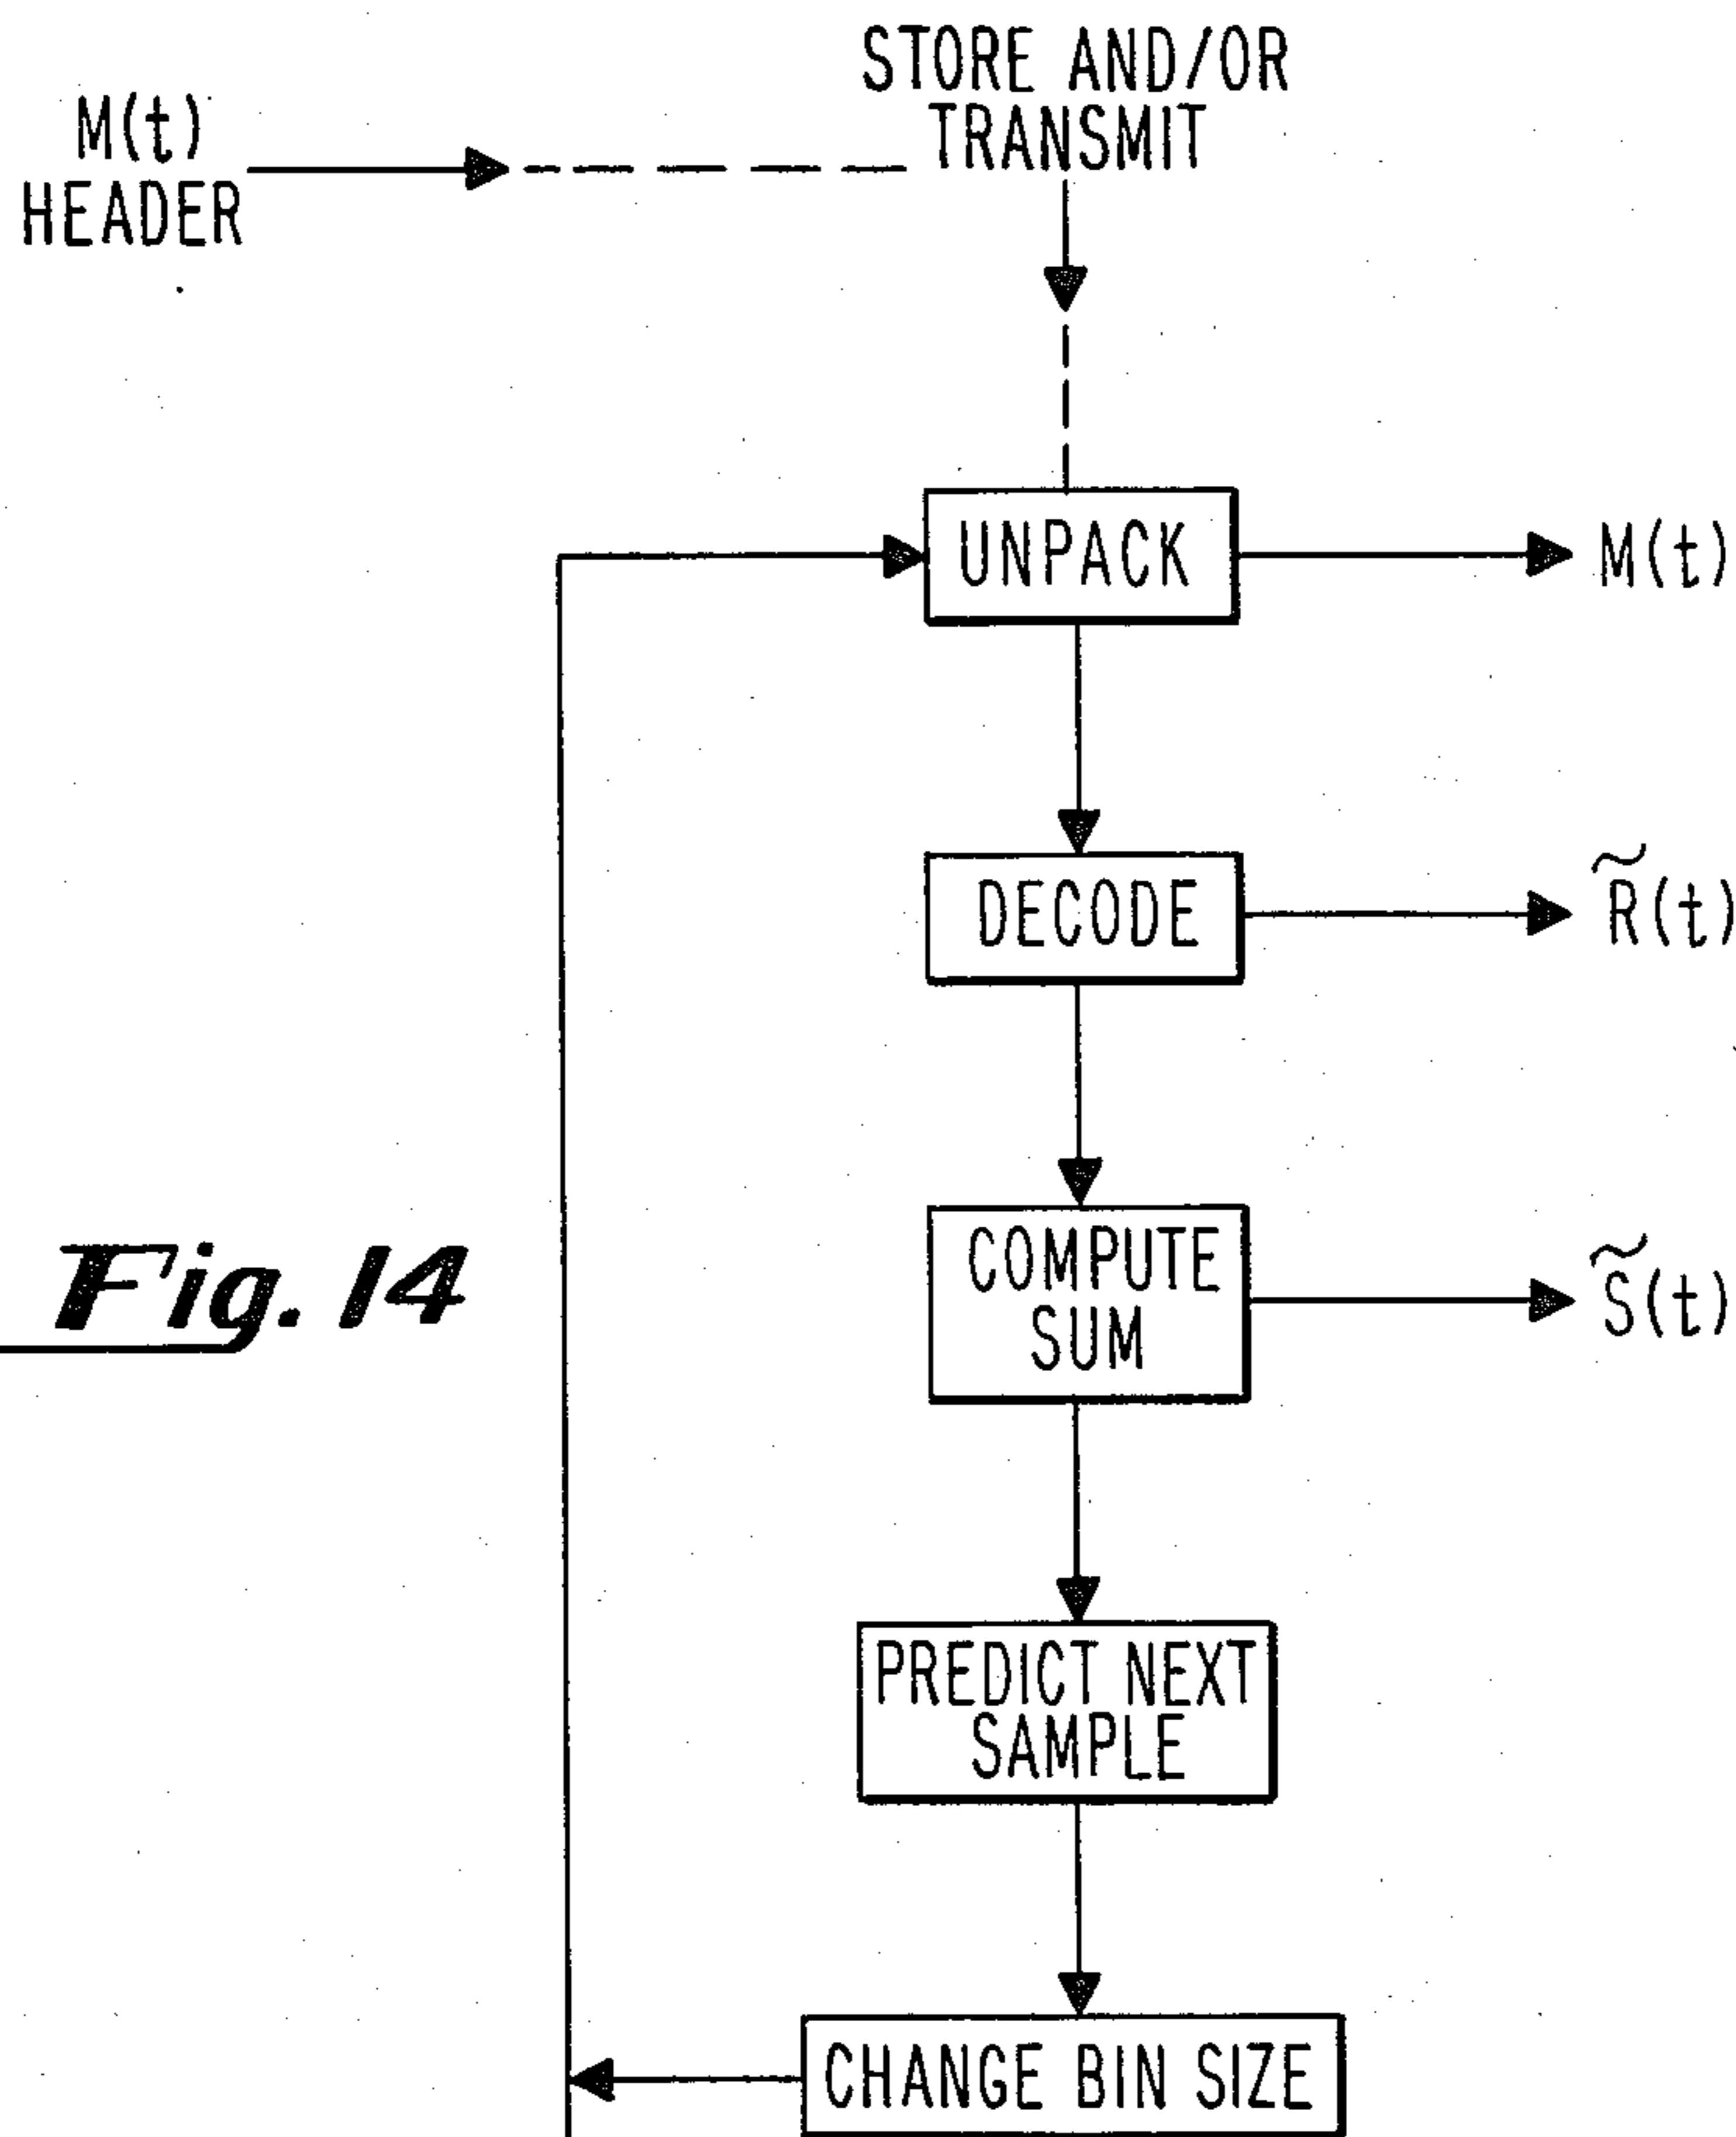 STORE AND/OR
TRANSMIT
M(t)
HEADER
UNPACK
M(t)
DECODE
R̃(t)
COMPUTE
SUM
S̃(t)
Fig. 14
PREDICT NEXT
SAMPLE
CHANGE BIN SIZE